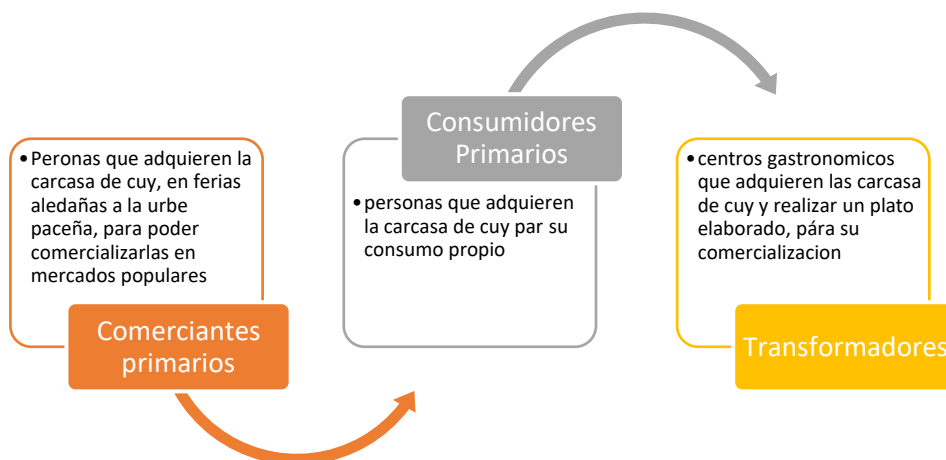 •Peronas que adquieren la
carcasa de cuy, en ferias
aledañas a la urbe
paceña, para poder
comercializarlas en
mercados populares
Comerciantes
primarios
Consumidores
Primarios
•personas que adquieren
la carcasa de cuy par su
consumo propio
•centros gastronomicos
que adquieren las carcasa
de cuy y realizar un plato
elaborado, pára su
comercializacion
Transformadores